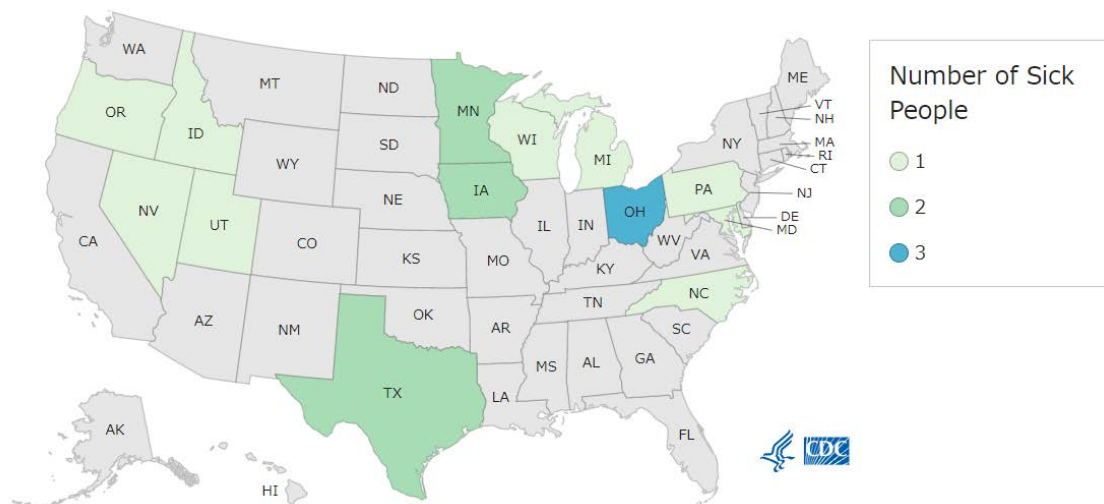 WA
MT
ND
MN
ME
VT
NH
OR
ID
SD
WI
MI
NY
MA
RI
CT
WY
IA
PA
NJ
NE
NV
UT
IL
IN
OH
DE
MD
CA
CO
KS
MO
WV
VA
KY
NC
TN
AZ
NM
OK
AR
SC
MS
AL
GA
TX
LA
FL
AK
HI
CDC
Number of Sick
People
1
2
3